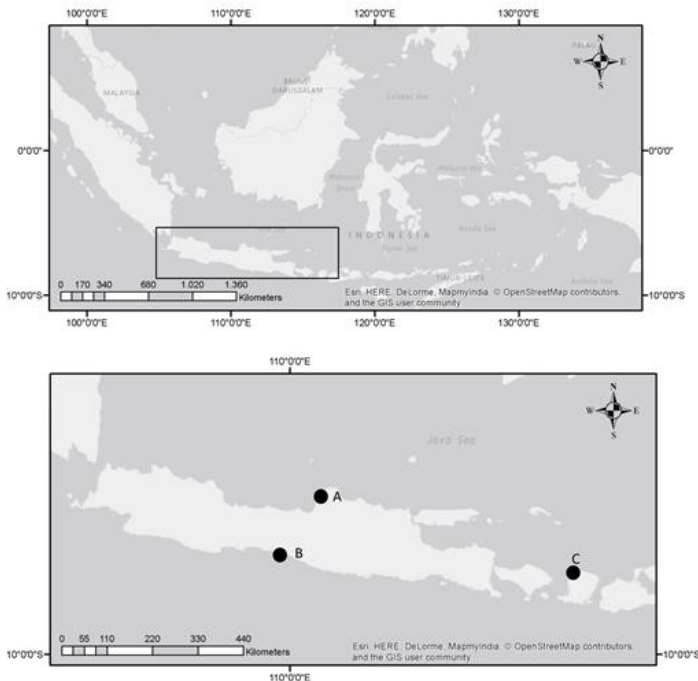 100°0'0"E 110°0'0"E 120°0'0"E 130°0'0"E
N
W E
S
PALAU
MALAYSIA
BRUNEI
DARUSSALAM
Celebes Sea
0°0'0" 0°0'0"
INDONESIA
Banda Sea
Flores Sea
TIMOR-LESTE
0 170 340 680 1.020 1.360
Kilometers
Esri, HERE, DeLorme, MapmyIndia, © OpenStreetMap contributors,
and the GIS user community
10°0'0"S 10°0'0"S
100°0'0"E 110°0'0"E 120°0'0"E 130°0'0"E
110°0'0"E
N
W E
S
Java Sea
A
B
C
0 55 110 220 330 440
Kilometers
Esri, HERE, DeLorme, MapmyIndia, © OpenStreetMap contributors,
and the GIS user community
10°0'0"S 10°0'0"S
110°0'0"E